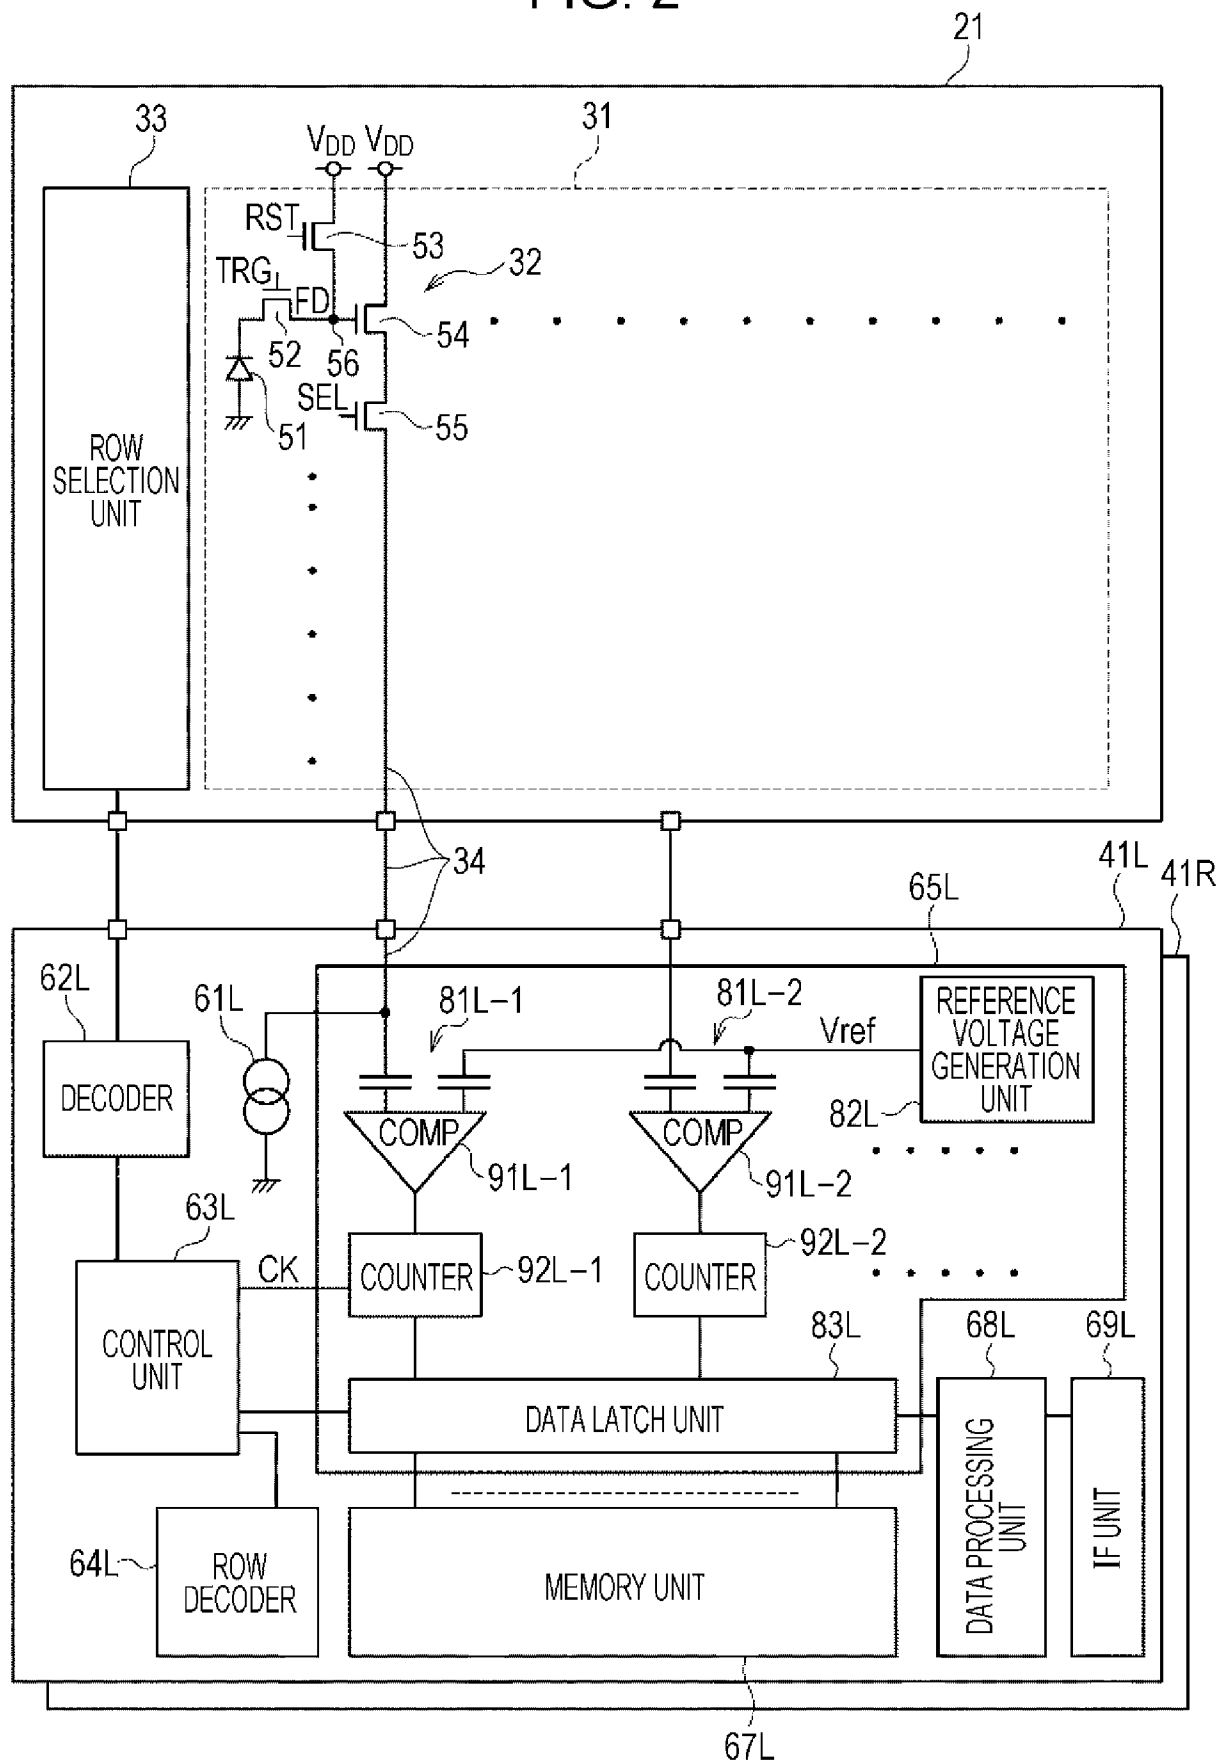 FIG. 2
21
33
31
VDD VDD
RST
53
32
TRG
FD
54
52
56
SEL
55
51
ROW
SELECTION
UNIT
34
41L
41R
65L
62L
61L
81L-1
81L-2
Vref
REFERENCE
VOLTAGE
GENERATION
UNIT
DECODER
82L
COMP
COMP
91L-1
91L-2
63L
CK
COUNTER
92L-1
COUNTER
92L-2
CONTROL
UNIT
83L
68L
69L
DATA LATCH UNIT
DATA PROCESSING
UNIT
IF UNIT
64L
ROW
DECODER
MEMORY UNIT
67L